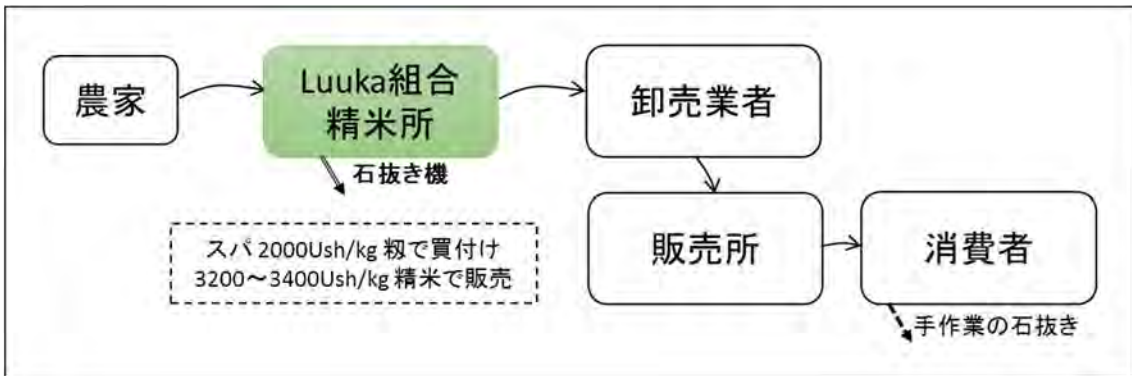 農家
Luuka組合
精米所
卸売業者
石抜き機
スパ 2000Ush/kg 籾で買付け
3200～3400Ush/kg 精米で販売
販売所
消費者
手作業の石抜き